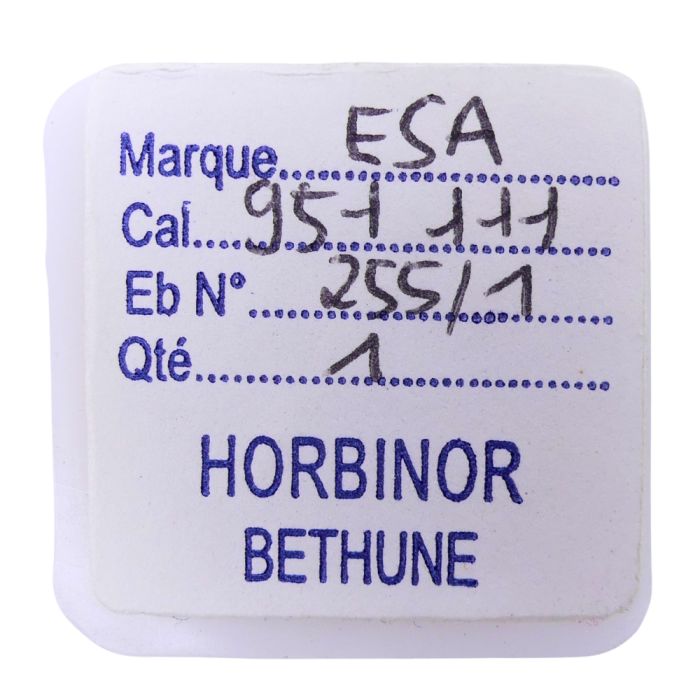 Marque ESA
Cal. 951 111
Eb N° 255/1
Qté 1
HORBINOR
BETHUNE